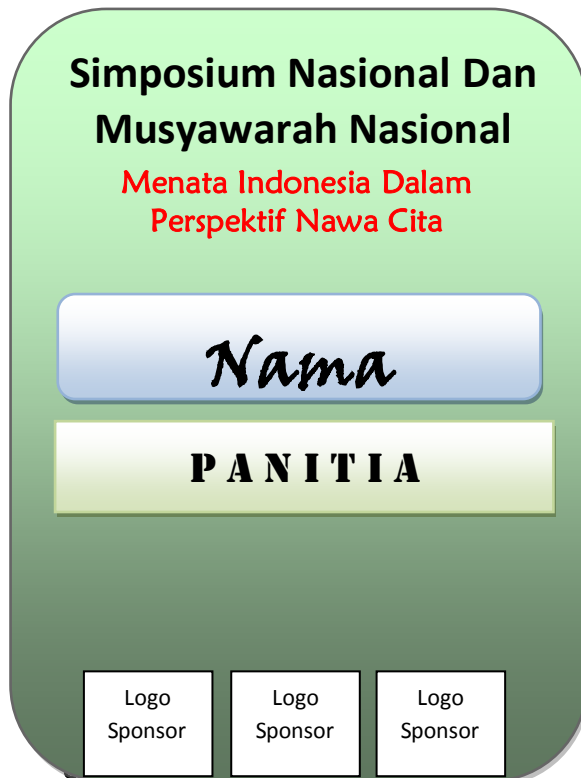 Simposium Nasional Dan
Musyawarah Nasional
Menata Indonesia Dalam
Perspektif Nawa Cita
Nama
PANITIA
Logo
Sponsor
Logo
Sponsor
Logo
Sponsor